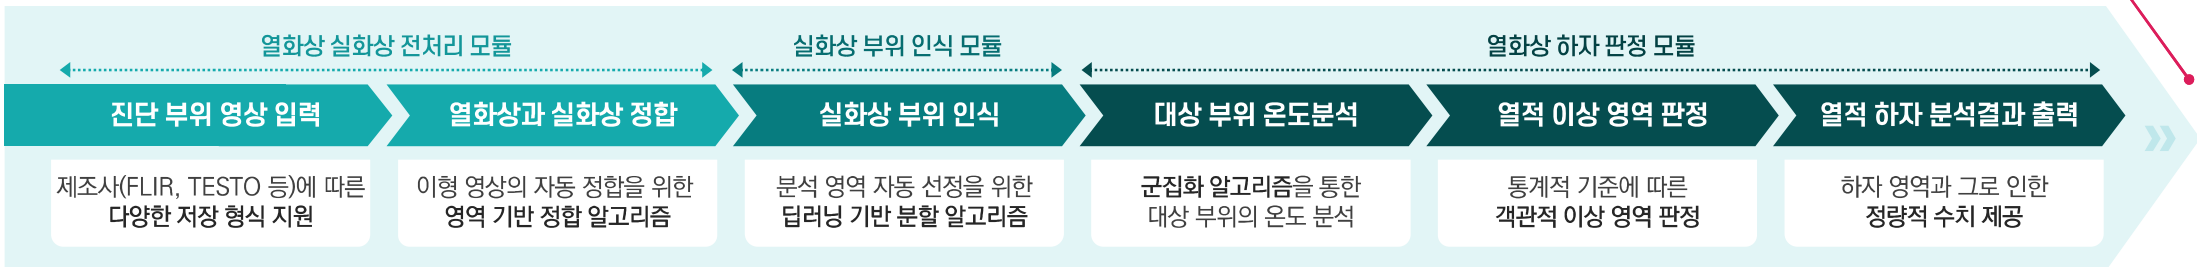 열화상 실화상 전처리 모듈
실화상 부위 인식 모듈
열화상 하자 판정 모듈
진단 부위 영상 입력
열화상과 실화상 정합
실화상 부위 인식
대상 부위 온도분석
열적 이상 영역 판정
열적 하자 분석결과 출력
제조사(FLIR, TESTO 등)에 따른
다양한 저장 형식 지원
이형 영상의 자동 정합을 위한
영역 기반 정합 알고리즘
분석 영역 자동 선정을 위한
딥러닝 기반 분할 알고리즘
군집화 알고리즘을 통한
대상 부위의 온도 분석
통계적 기준에 따른
객관적 이상 영역 판정
하자 영역과 그로 인한
정량적 수치 제공